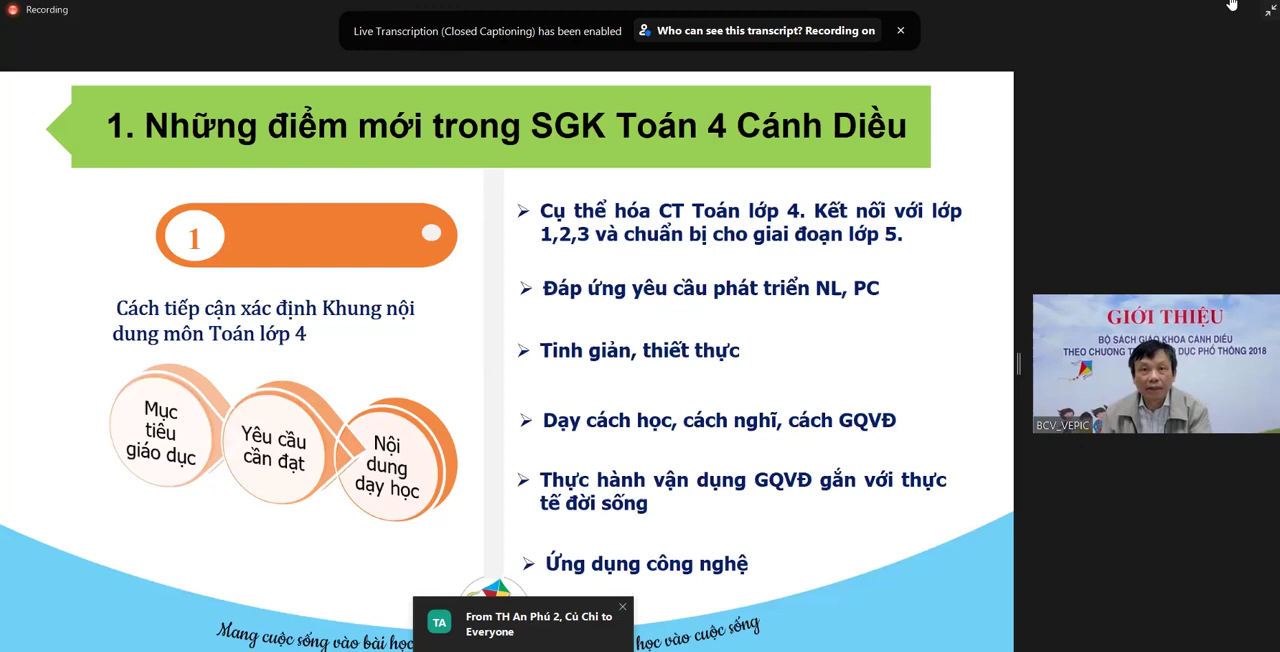 Recording
Live Transcription (Closed Captioning) has been enabled
Who can see this transcript? Recording on
1. Những điểm mới trong SGK Toán 4 Cánh Diều
1
Cách tiếp cận xác định Khung nội
dung môn Toán lớp 4
Mục
tiêu
giáo dục
Yêu cầu
cần đạt
Nội
dung
dạy học
Cụ thể hóa CT Toán lớp 4. Kết nối với lớp
1,2,3 và chuẩn bị cho giai đoạn lớp 5.
Đáp ứng yêu cầu phát triển NL, PC
Tinh giản, thiết thực
Dạy cách học, cách nghĩ, cách GQVĐ
Thực hành vận dụng GQVĐ gắn với thực
tế đời sống
Ứng dụng công nghệ
Mang cuộc sống vào bài học
học vào cuộc sống
TA
From TH An Phú 2, Củ Chi to
Everyone
GIỚI THIỆU
BỘ SÁCH GIÁO KHOA CÁNH DIỀU
THEO CHƯƠNG DỤC PHỔ THÔNG 2018
BCV_VEPIC